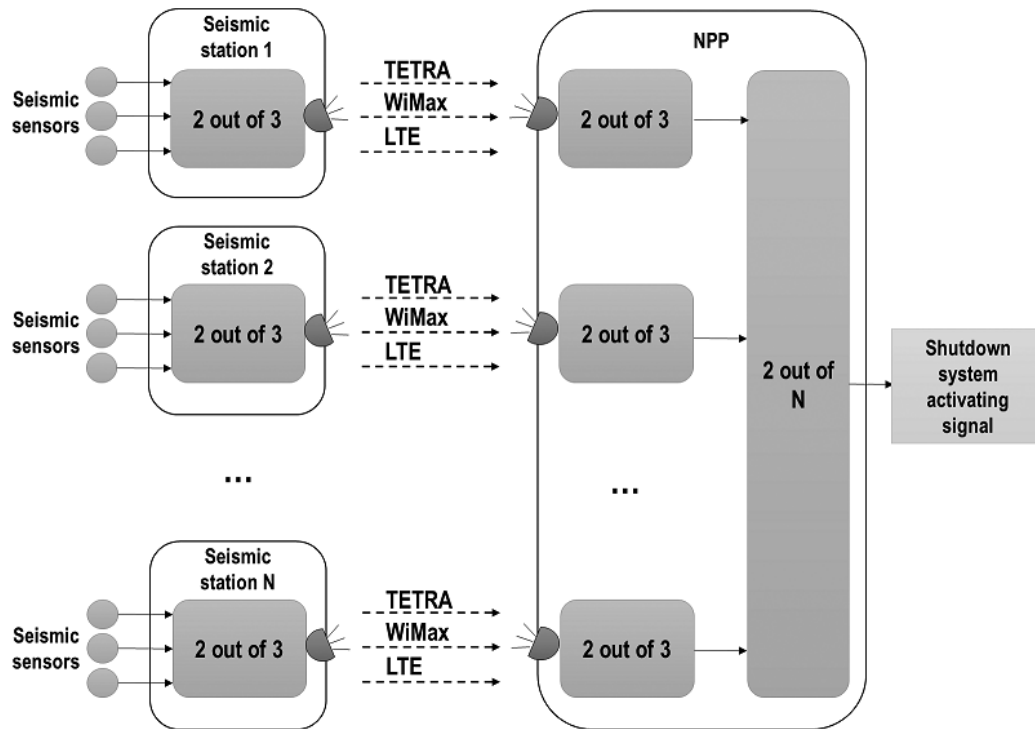 Seismic
station 1
Seismic
sensors
2 out of 3
TETRA
WiMax
LTE
NPP
2 out of 3
Seismic
station 2
Seismic
sensors
2 out of 3
TETRA
WiMax
LTE
2 out of 3
2 out of
N
Shutdown
system
activating
signal
...
...
Seismic
station N
Seismic
sensors
2 out of 3
TETRA
WiMax
LTE
2 out of 3